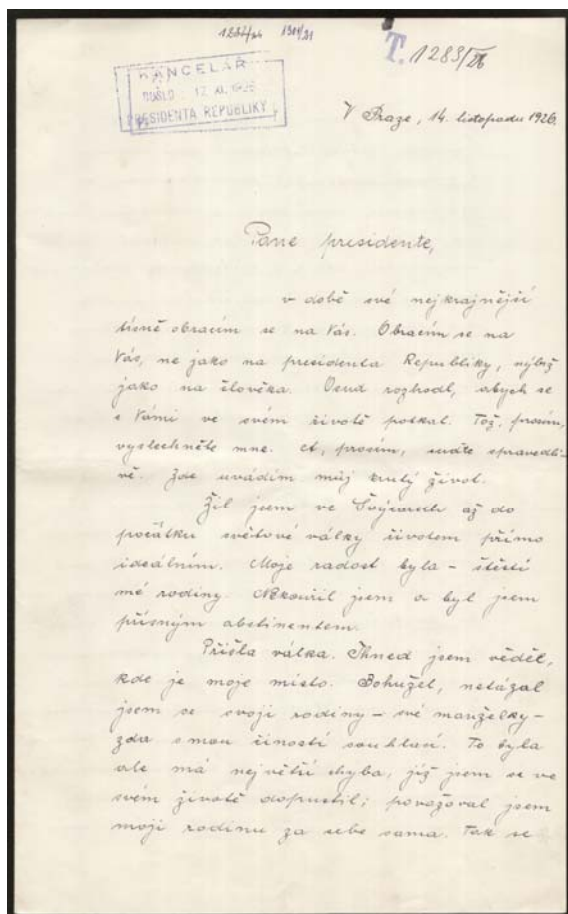 1301/21
T. 1283/26
KANCELÁŘ
DOŠLO 17. XI. 1926
PRESIDENTA REPUBLIKY
V Praze, 14. listopadu 1926.
Pane presidente,
v době své nejkrajnější
tísně obracím se na Vás. Obracím se na
Vás, ne jako na presidenta Republiky, nýbrž
jako na člověka. Osud rozhodl, abych se
s Vámi ve svém životě potkal. Tož, prosím,
vyslechněte mne. A, prosím, suďte spravedli-
vě. Zde uvádím můj krutý život.
Žil jsem ve Švýcarsku až do
počátku světové války životem přímo
ideálním. Moje radost byla - štěstí
mé rodiny. Nekouřil jsem a byl jsem
přísným abstinentem.
Přišla válka. Ihned jsem věděl,
kde je moje místo. Bohužel, netázal
jsem se svojí rodiny - své manželky -
zda s mou činností souhlasí. To byla
ale má největší chyba, již jsem se ve
svém životě dopustil; považoval jsem
moji rodinu za sebe sama. Tak se